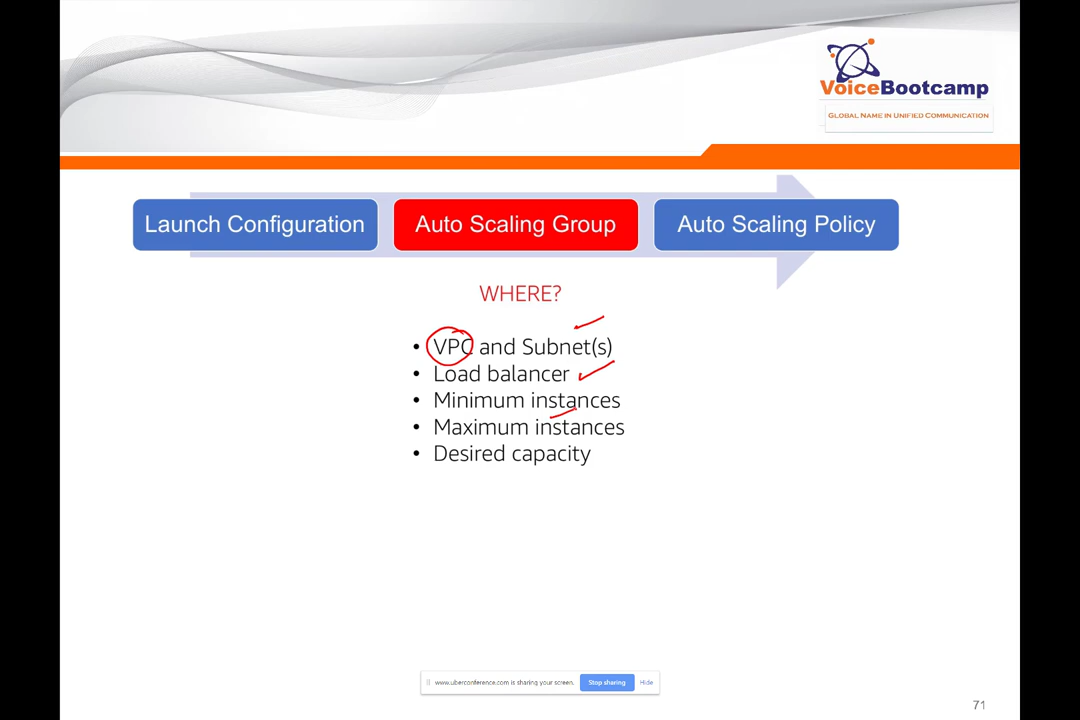 VoiceBootcamp
GLOBAL NAME IN UNIFIED COMMUNICATION
Launch Configuration
Auto Scaling Group
Auto Scaling Policy
WHERE?
• VPC and Subnet(s)
• Load balancer
• Minimum instances
• Maximum instances
• Desired capacity
www.uberconference.com is sharing your screen.
Stop sharing
Hide
71